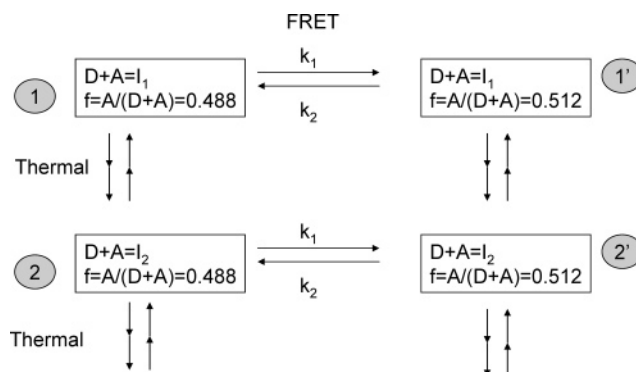 FRET
k₁
k₂
1
D+A=I₁
f=A/(D+A)=0.488
D+A=I₁
f=A/(D+A)=0.512
1'
Thermal
k₁
k₂
2
D+A=I₂
f=A/(D+A)=0.488
D+A=I₂
f=A/(D+A)=0.512
2'
Thermal